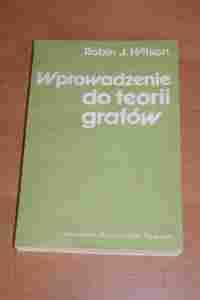 Robin J. Wilson
Wprowadzenie
do teorii
grafów